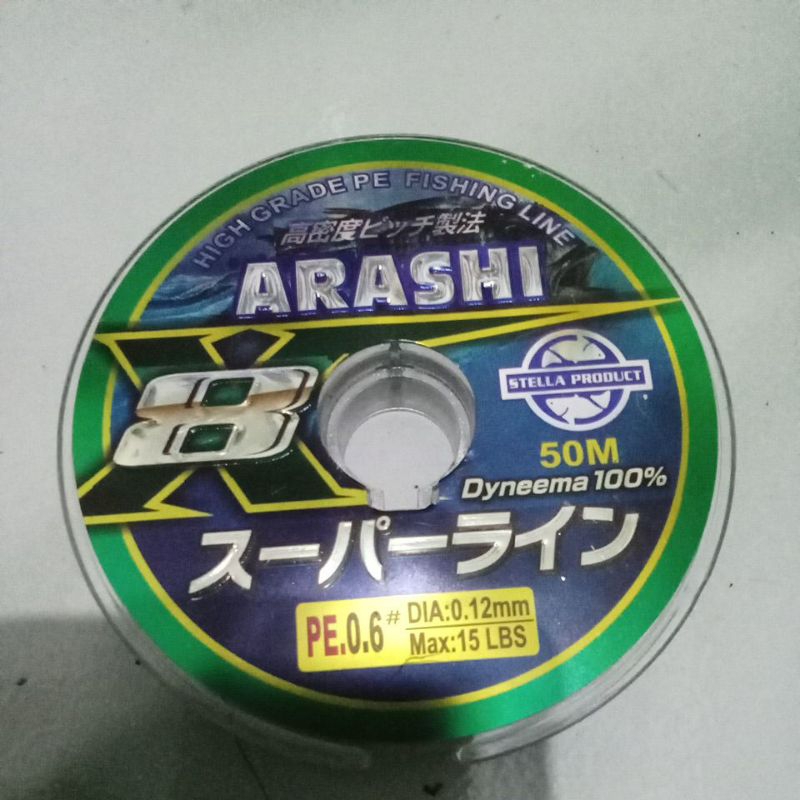 HIGH GRADE PE FISHING LINE
高密度ピッチ製法
ARASHI
X8
STELLA PRODUCT
50M
Dyneema 100%
スーパーライン
PE.0.6# DIA:0.12mm
Max:15 LBS